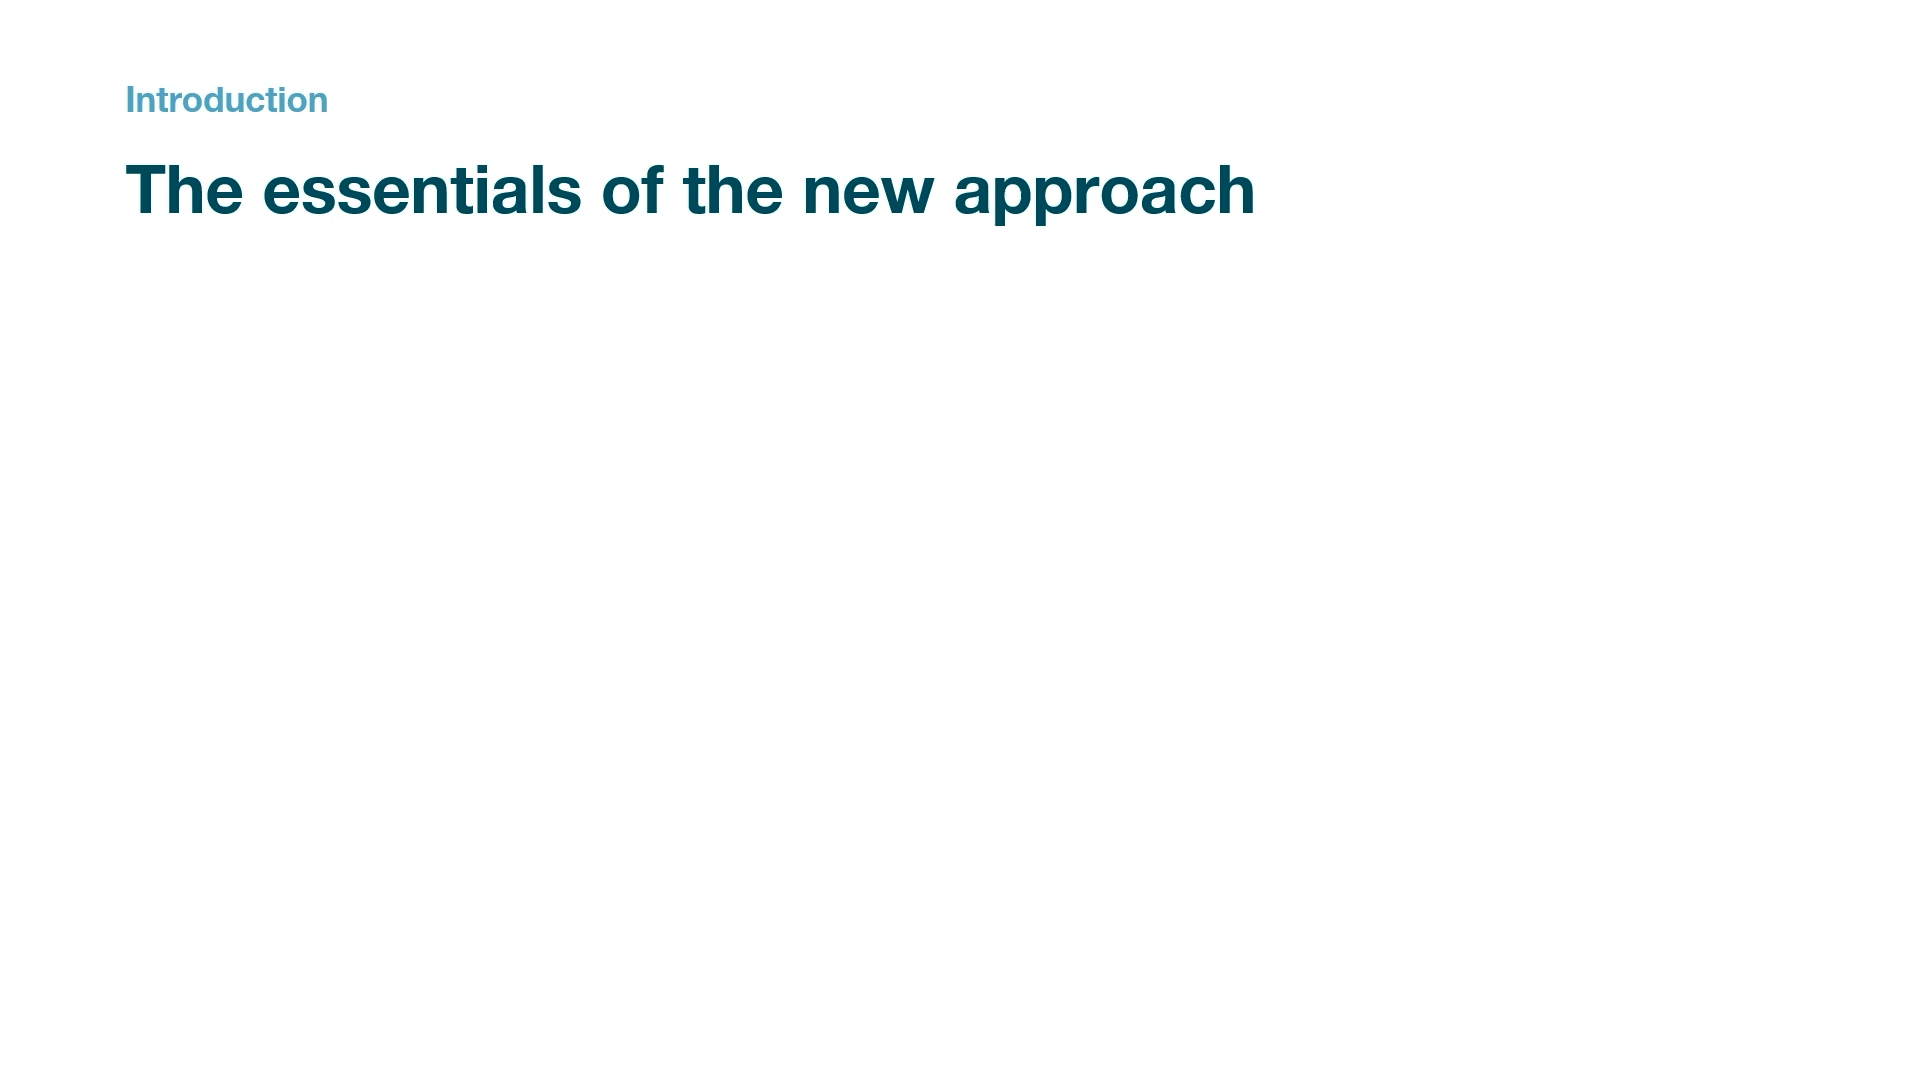 Introduction
The essentials of the new approach